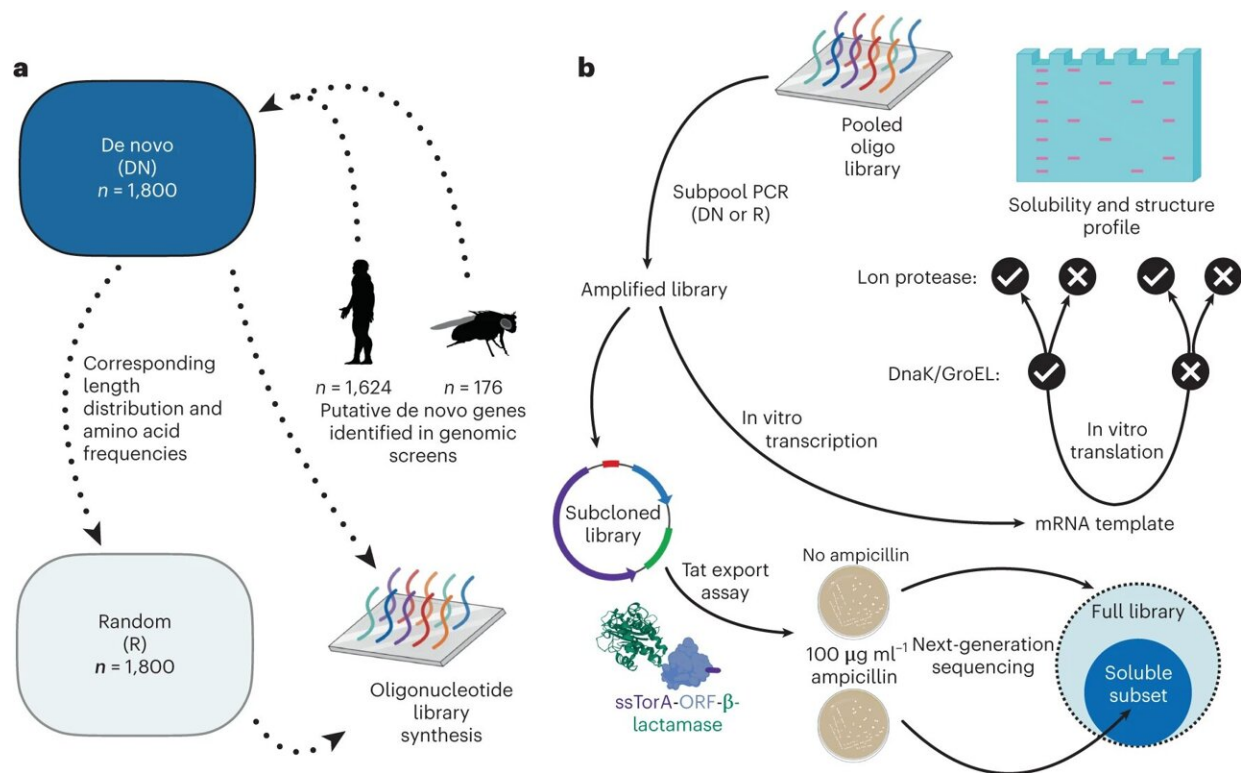 a
De novo
(DN)
n = 1,800
n = 1,624
n = 176
Putative de novo genes
identified in genomic
screens
Corresponding
length
distribution and
amino acid
frequencies
Random
(R)
n = 1,800
Oligonucleotide
library
synthesis
b
Pooled
oligo
library
Subpool PCR
(DN or R)
Amplified library
Solubility and structure
profile
Lon protease:
DnaK/GroEL:
In vitro
translation
In vitro
transcription
mRNA template
Subcloned
library
Tat export
assay
ssTorA-ORF-β-
lactamase
No ampicillin
100 µg ml⁻¹
ampicillin
Next-generation
sequencing
Full library
Soluble
subset